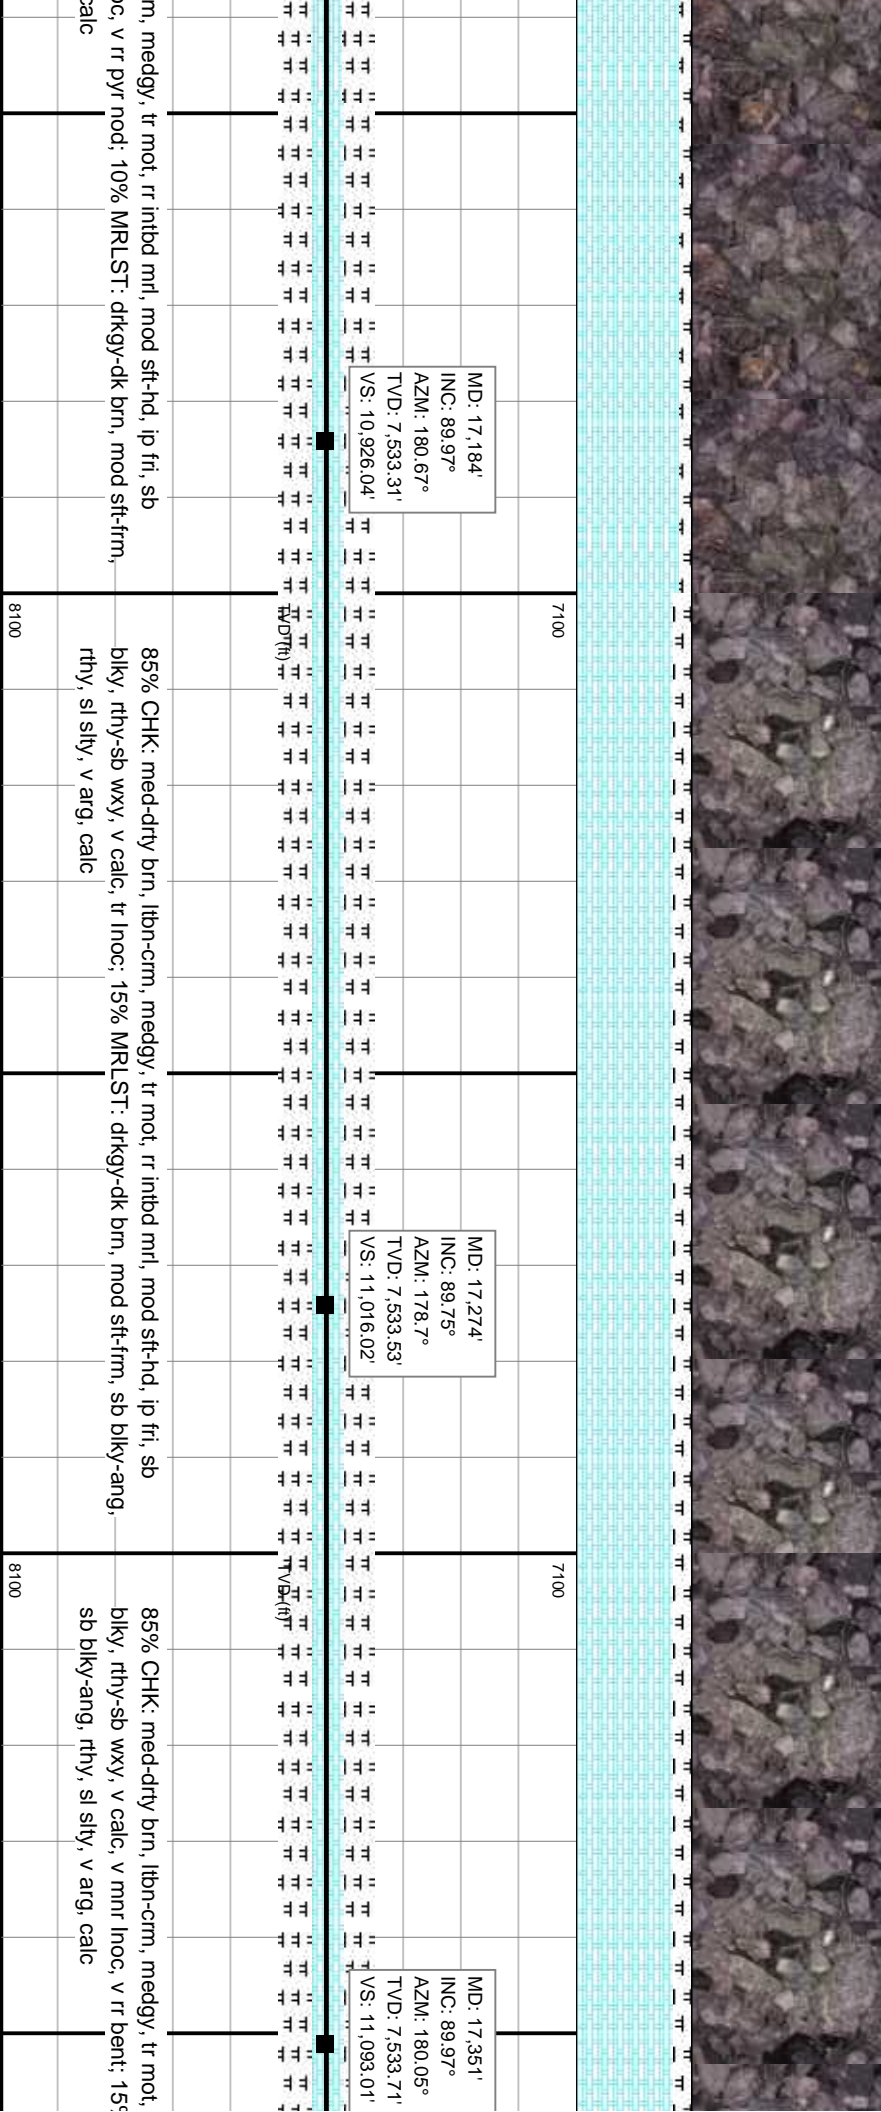 m, medgy, tr mot, rr intbd mrl, mod sft-hd, ip fri, sb
oc, v rr pyr nod; 10% MRLST: drkgy-dk brn, mod sft-frm,
calc
MD: 17,184'
INC: 89.97°
AZM: 180.67°
TVD: 7,533.31'
VS: 10,926.04'
7100
TVD (ft)
8100
85% CHK: med-drty brn, ltbn-crm, medgy, tr mot, rr intbd mrl, mod sft-hd, ip fri, sb
blky, rthy-sb wxy, v calc, tr Inoc; 15% MRLST: drkgy-dk brn, mod sft-frm, sb blky-ang,
rthy, sl slty, v arg, calc
MD: 17,274'
INC: 89.75°
AZM: 178.7°
TVD: 7,533.53'
VS: 11,016.02'
7100
TVD (ft)
8100
85% CHK: med-drty brn, ltbn-crm, medgy, tr mot,
blky, rthy-sb wxy, v calc, v mnr Inoc, v rr bent; 15%
sb blky-ang, rthy, sl slty, v arg, calc
MD: 17,351'
INC: 89.97°
AZM: 180.05°
TVD: 7,533.71'
VS: 11,093.01'